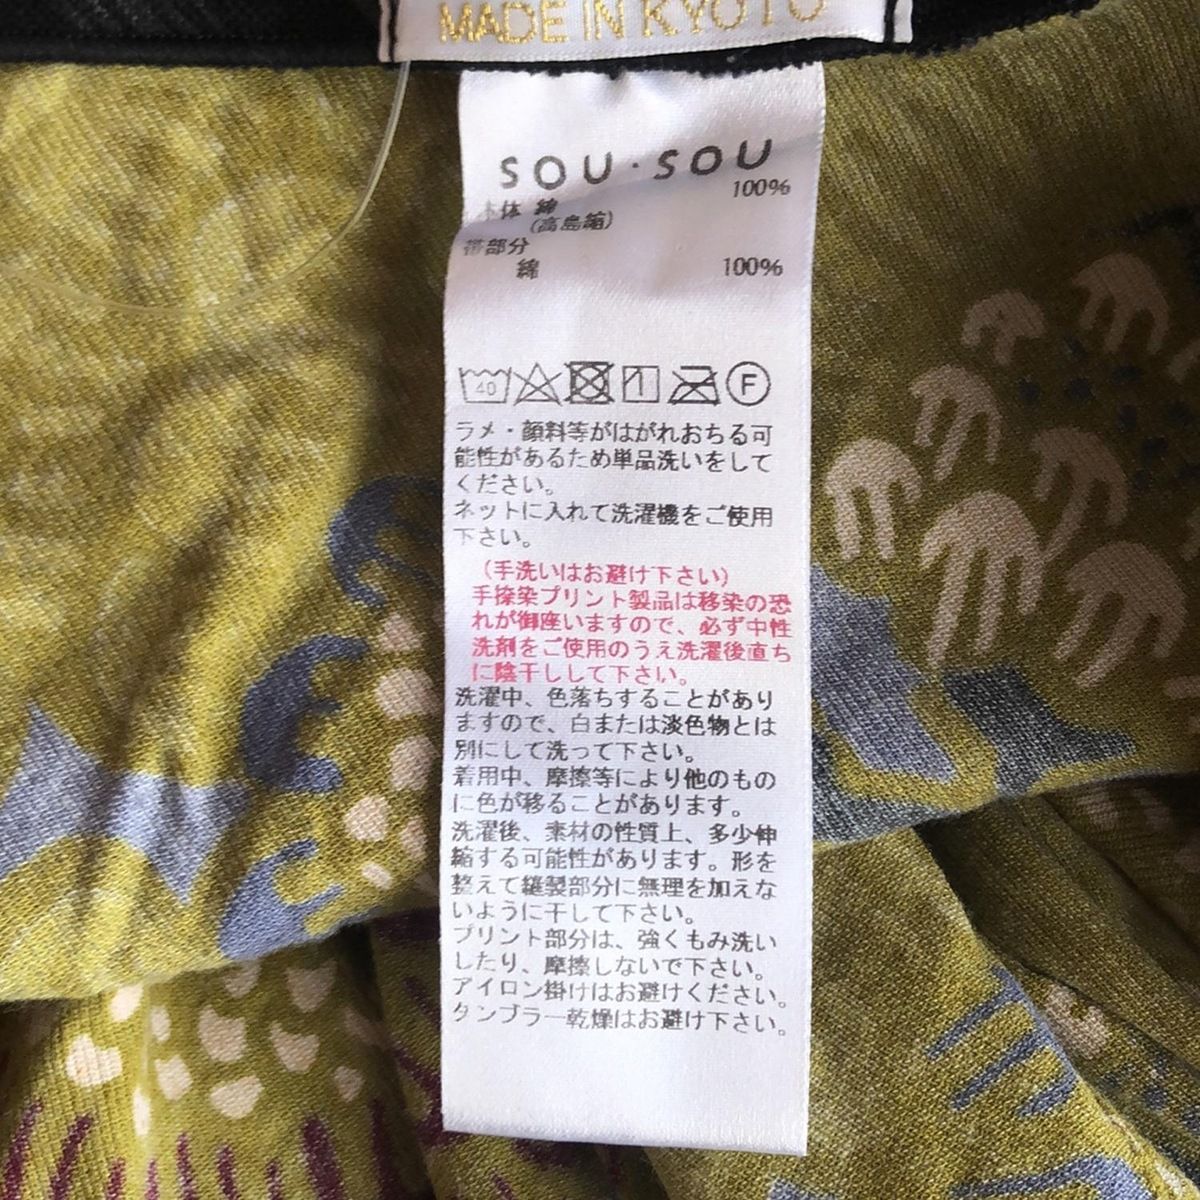 MADE IN KYOTO
SOU・SOU
本体 綿 100%
(高島縮)
帯部分
綿 100%
40 F
ラメ・顔料等がはがれおちる可
能性があるため単品洗いをして
ください。
ネットに入れて洗濯機をご使用
下さい。
(手洗いはお避け下さい)
手捺染プリント製品は移染の恐
れが御座いますので、必ず中性
洗剤をご使用のうえ洗濯後直ち
に陰干しして下さい。
洗濯中、色落ちすることがあり
ますので、白または淡色物とは
別にして洗って下さい。
着用中、摩擦等により他のもの
に色が移ることがあります。
洗濯後、素材の性質上、多少伸
縮する可能性があります。形を
整えて縫製部分に無理を加えな
いように干して下さい。
プリント部分は、強くもみ洗い
したり、摩擦しないで下さい。
アイロン掛けはお避けください。
タンブラー乾燥はお避け下さい。